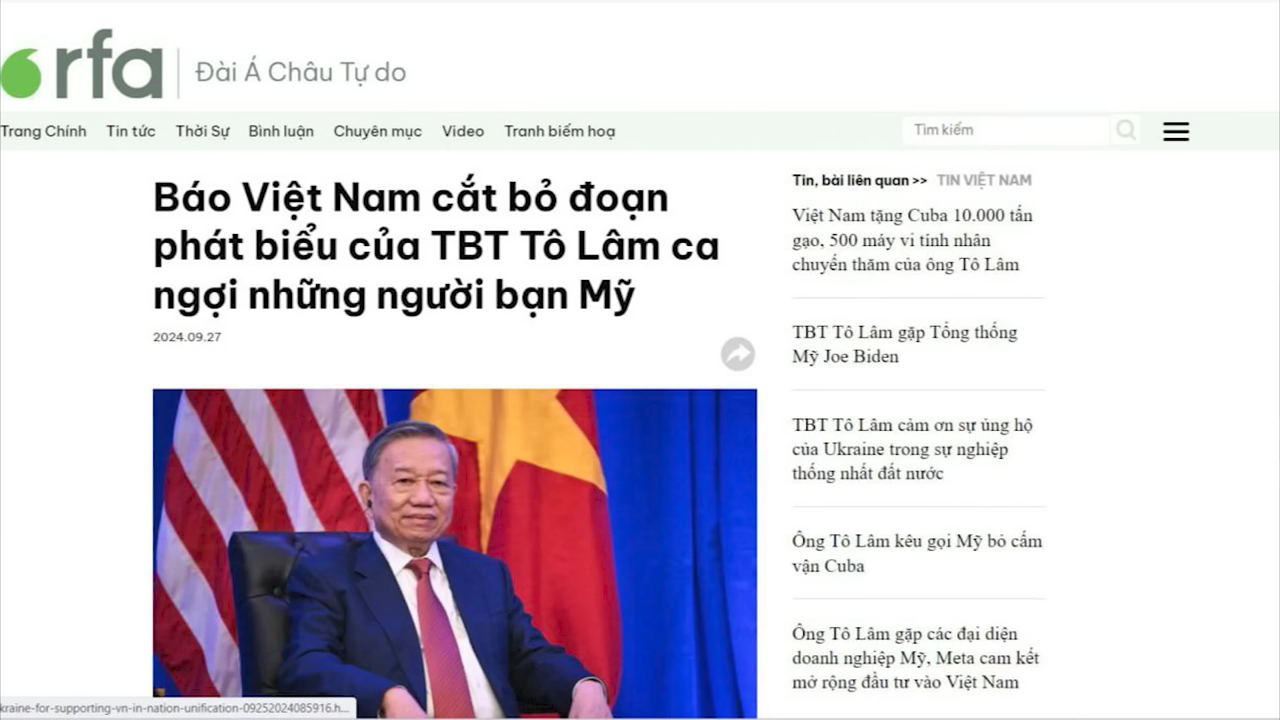 rfa
Đài Á Châu Tự do
Trang Chính Tin tức Thời Sự Bình luận Chuyên mục Video Tranh biếm hoạ
Tìm kiếm
Báo Việt Nam cắt bỏ đoạn
phát biểu của TBT Tô Lâm ca
ngợi những người bạn Mỹ
2024.09.27
Tin, bài liên quan >> TIN VIỆT NAM
Việt Nam tặng Cuba 10.000 tấn
gạo, 500 máy vi tính nhân
chuyến thăm của ông Tô Lâm
TBT Tô Lâm gặp Tổng thống
Mỹ Joe Biden
TBT Tô Lâm cảm ơn sự ủng hộ
của Ukraine trong sự nghiệp
thống nhất đất nước
Ông Tô Lâm kêu gọi Mỹ bỏ cấm
vận Cuba
Ông Tô Lâm gặp các đại diện
doanh nghiệp Mỹ, Meta cam kết
mở rộng đầu tư vào Việt Nam
kraine-for-supporting-vn-in-nation-unification-09252024085916.h...